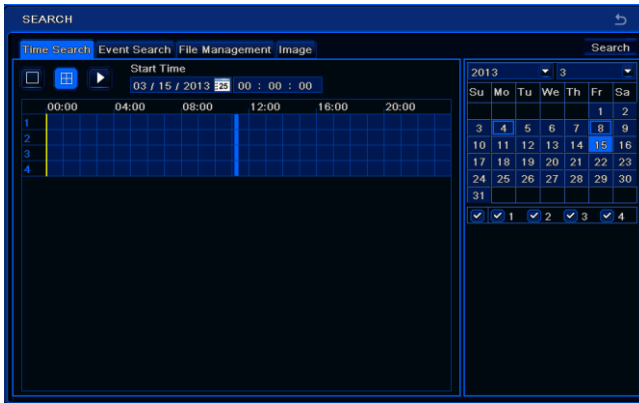 SEARCH
Time Search Event Search File Management Image
Search
Start Time
03 / 15 / 2013 25 00 : 00 : 00
00:00 04:00 08:00 12:00 16:00 20:00
1
2
3
4
2013 3
Su Mo Tu We Th Fr Sa
1 2
3 4 5 6 7 8 9
10 11 12 13 14 15 16
17 18 19 20 21 22 23
24 25 26 27 28 29 30
31
1 2 3 4